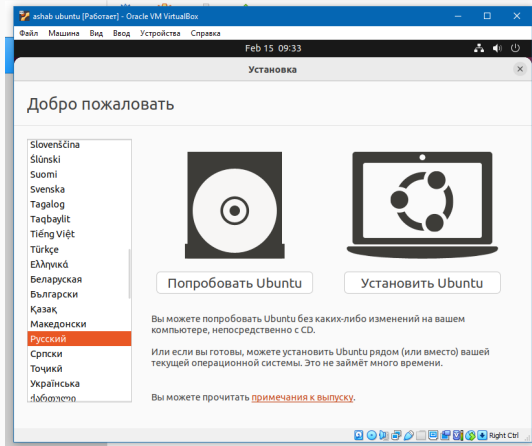 ashab ubuntu [Работает] - Oracle VM VirtualBox
Файл Машина Вид Ввод Устройства Справка
Feb 15 09:33
Установка
Добро пожаловать
Slovenščina
Ślůnski
Suomi
Svenska
Tagalog
Taqbaylit
Tiếng Việt
Türkçe
Ελληνικά
Беларуская
Български
Қазақ
Македонски
Русский
Српски
Тоҷикӣ
Українська
ქართული
Попробовать Ubuntu
Установить Ubuntu
Вы можете попробовать Ubuntu без каких-либо изменений на вашем
компьютере, непосредственно с CD.
Или если вы готовы, можете установить Ubuntu рядом (или вместо) вашей
текущей операционной системы. Это не займёт много времени.
Вы можете прочитать примечания к выпуску.
Right Ctrl